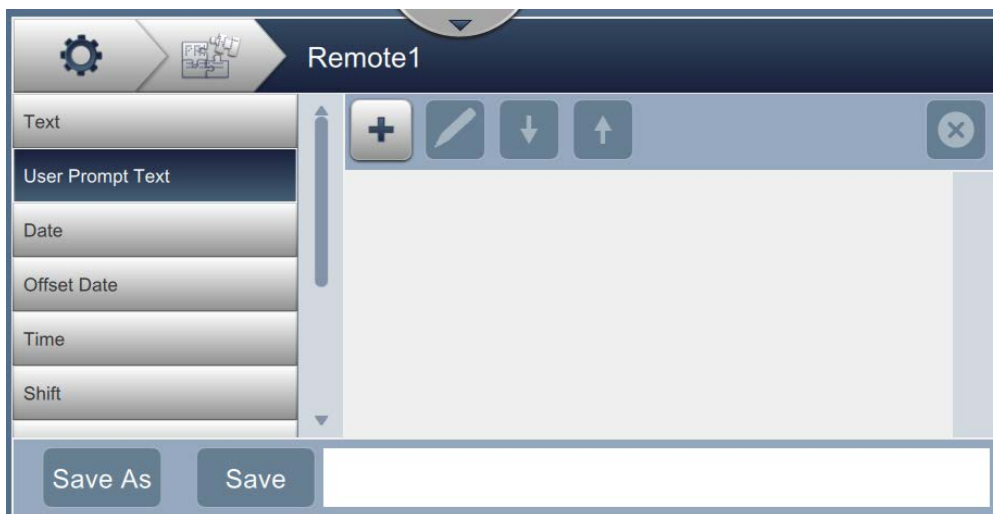 Remote1
Text
User Prompt Text
Date
Offset Date
Time
Shift
Save As
Save